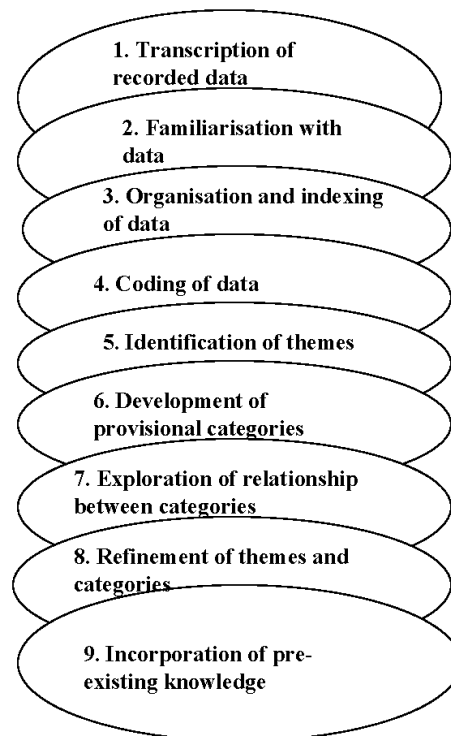 1. Transcription of
recorded data
2. Familiarisation with
data
3. Organisation and indexing
of data
4. Coding of data
5. Identification of themes
6. Development of
provisional categories
7. Exploration of relationship
between categories
8. Refinement of themes and
categories
9. Incorporation of pre-
existing knowledge